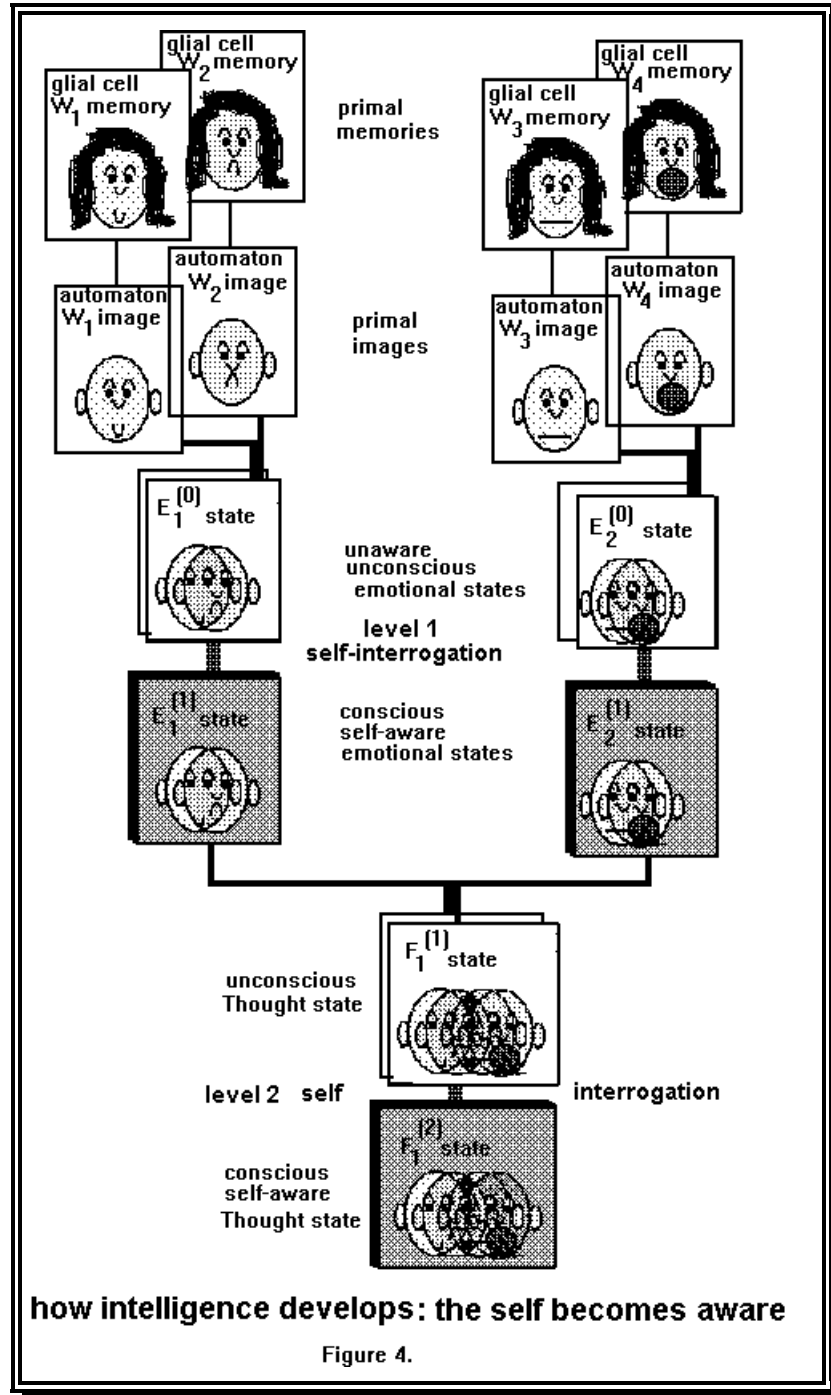 glial cell
W2 memory
glial cell
W1 memory
primal
memories
glial cell
W4 memory
glial cell
W3 memory
automaton
W2 image
automaton
W1 image
primal
images
automaton
W4 image
automaton
W3 image
E1(0) state
E2(0) state
unaware
unconscious
emotional states
level 1
self-interrogation
E1(1) state
conscious
self-aware
emotional states
E2(1) state
F1(1) state
unconscious
Thought state
level 2 self interrogation
F1(2) state
conscious
self-aware
Thought state
how intelligence develops: the self becomes aware
Figure 4.